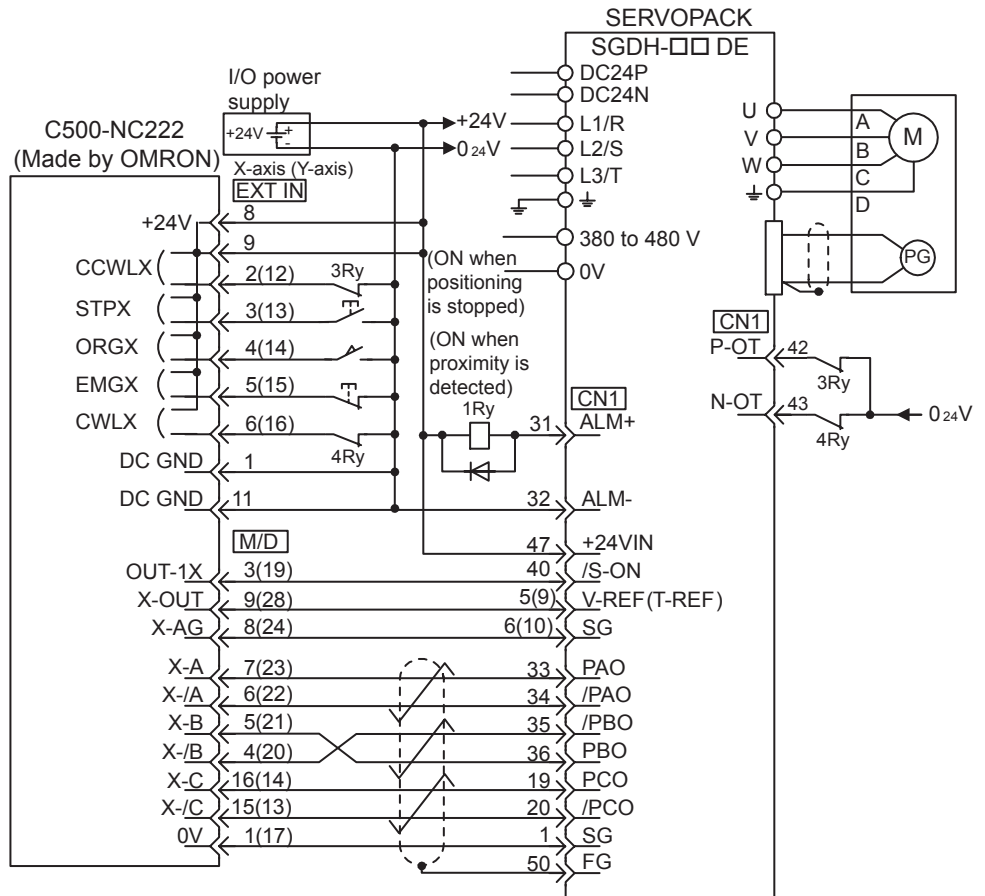 SERVOPACK
SGDH-□□ DE
I/O power
supply
+24V + -
C500-NC222
(Made by OMRON)
X-axis (Y-axis)
EXT IN
+24V
0 24V
DC24P
DC24N
L1/R
L2/S
L3/T
380 to 480 V
0V
U
V
W
A
B
C
D
M
PG
+24V 8
9
CCWLX 2(12) 3Ry
STPX 3(13)
ORGX 4(14)
EMGX 5(15)
CWLX 6(16) 4Ry
DC GND 1
DC GND 11
(ON when
positioning
is stopped)
(ON when
proximity is
detected)
1Ry
CN1
31 ALM+
32 ALM-
47 +24VIN
CN1
P-OT 42
3Ry
N-OT 43
4Ry
0 24V
M/D
OUT-1X 3(19) 40 /S-ON
X-OUT 9(28) 5(9) V-REF(T-REF)
X-AG 8(24) 6(10) SG
X-A 7(23) 33 PAO
X-/A 6(22) 34 /PAO
X-B 5(21) 35 /PBO
X-/B 4(20) 36 PBO
X-C 16(14) 19 PCO
X-/C 15(13) 20 /PCO
0V 1(17) 1 SG
50 FG